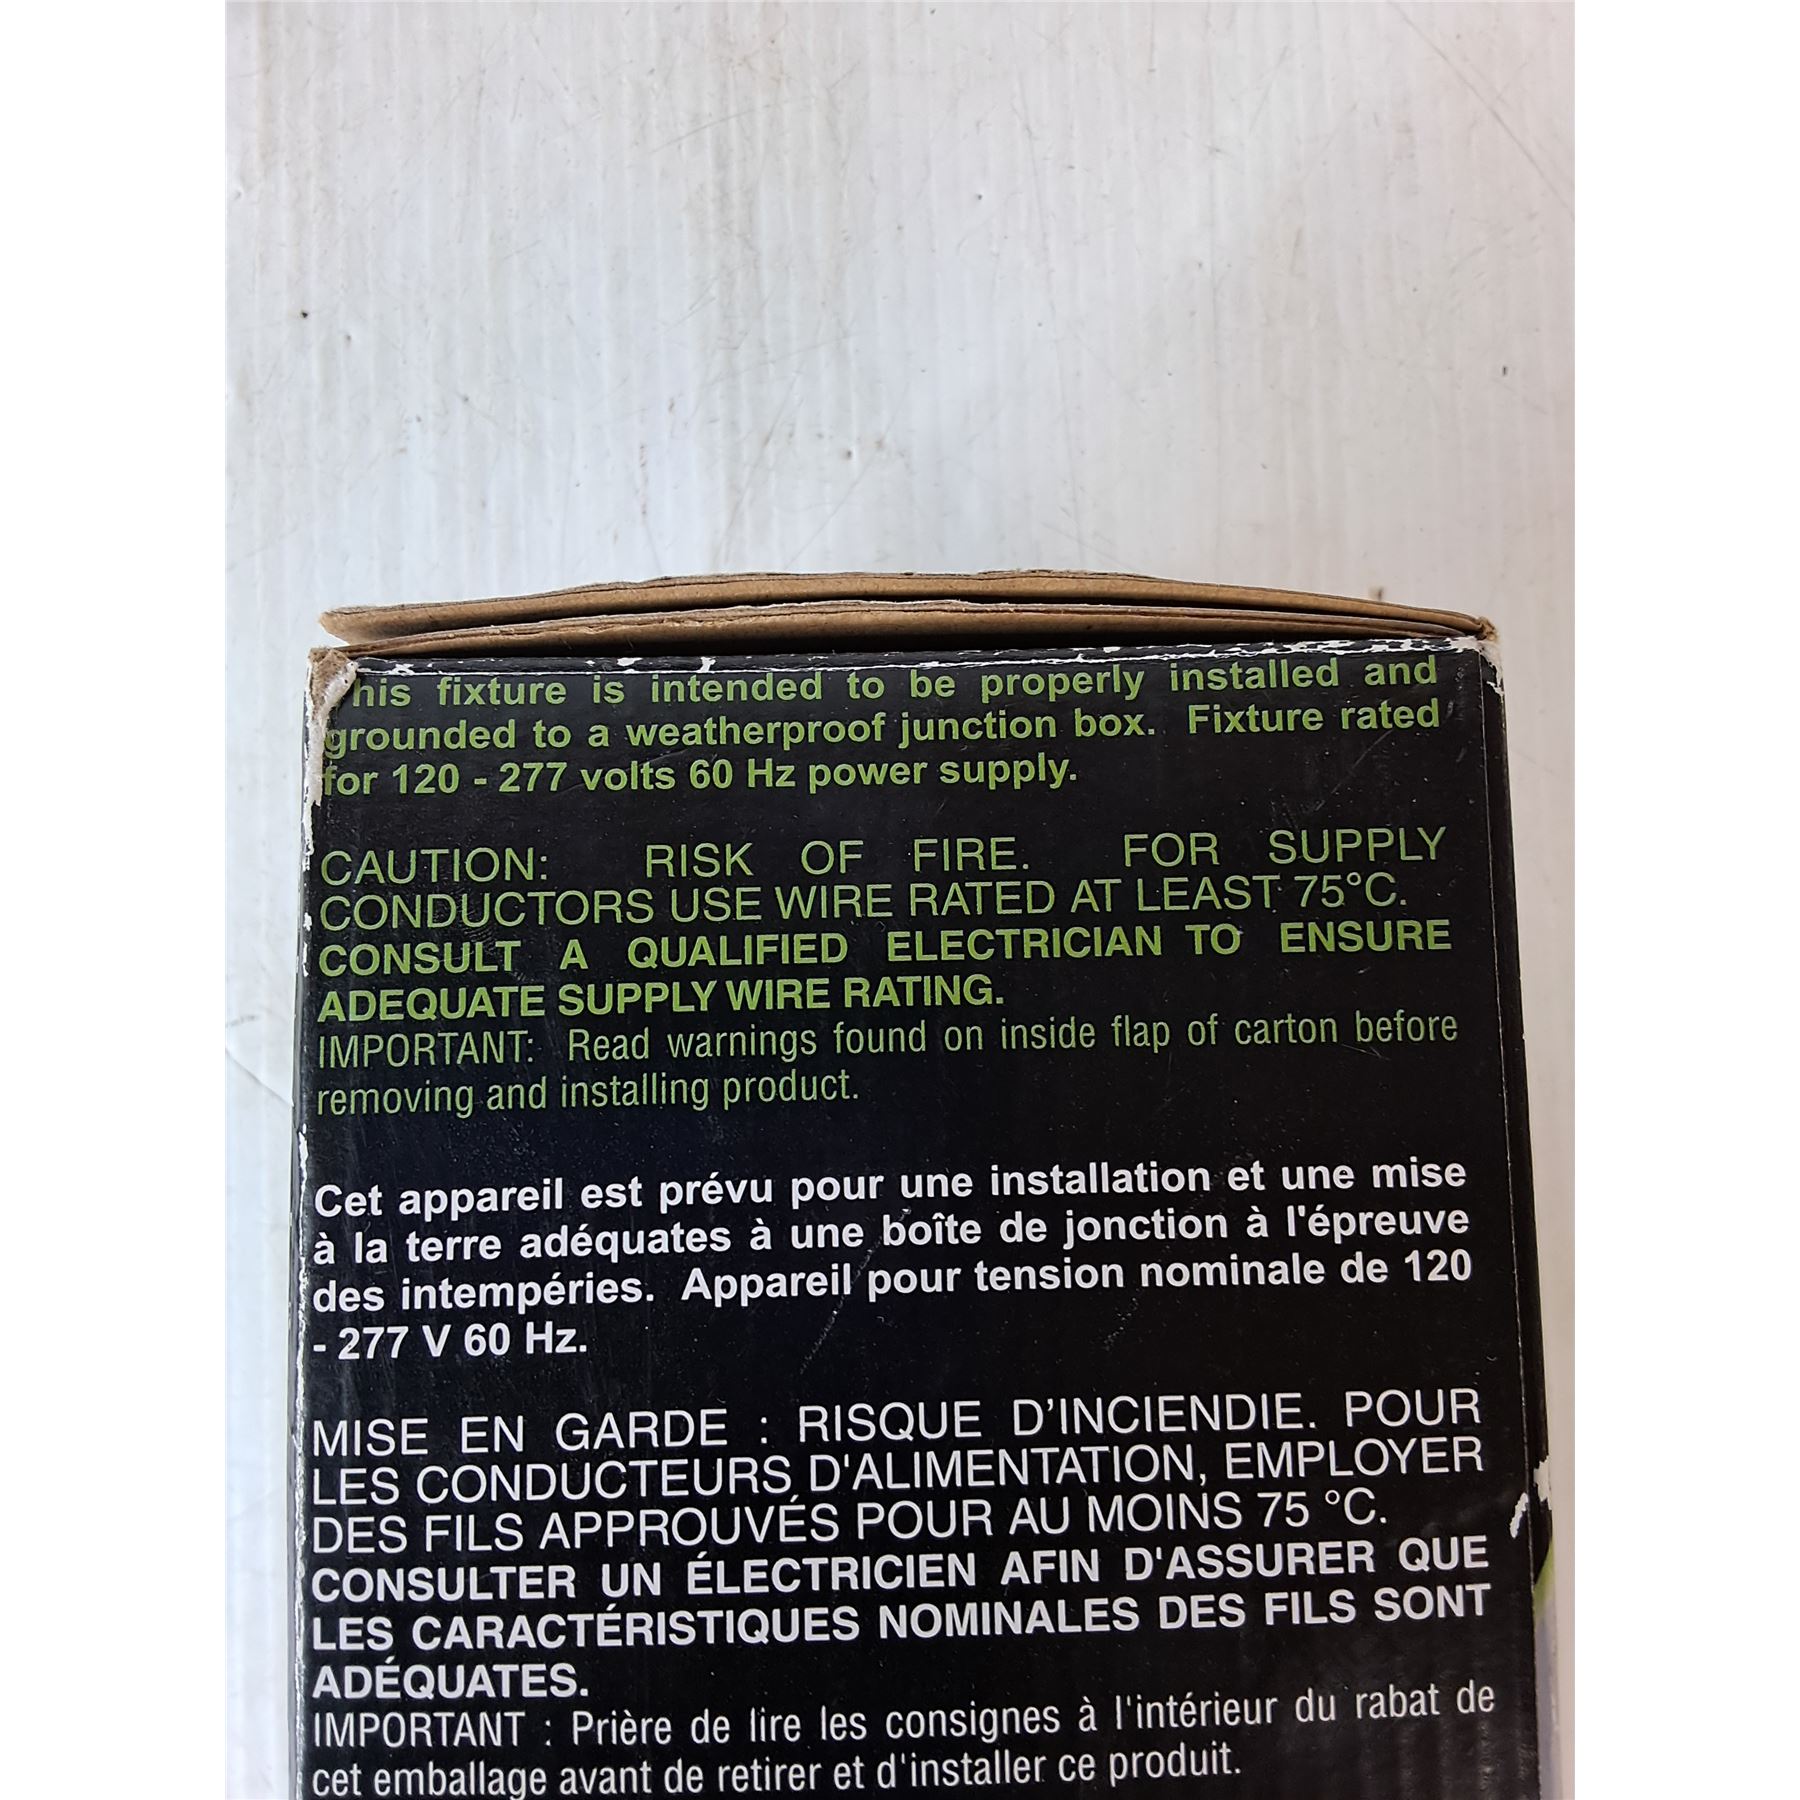 his fixture is intended to be properly installed and
grounded to a weatherproof junction box. Fixture rated
for 120 - 277 volts 60 Hz power supply.
CAUTION: RISK OF FIRE. FOR SUPPLY
CONDUCTORS USE WIRE RATED AT LEAST 75°C.
CONSULT A QUALIFIED ELECTRICIAN TO ENSURE
ADEQUATE SUPPLY WIRE RATING.
IMPORTANT: Read warnings found on inside flap of carton before
removing and installing product.
Cet appareil est prévu pour une installation et une mise
à la terre adéquates à une boîte de jonction à l'épreuve
des intempéries. Appareil pour tension nominale de 120
- 277 V 60 Hz.
MISE EN GARDE : RISQUE D’INCIENDIE. POUR
LES CONDUCTEURS D'ALIMENTATION, EMPLOYER
DES FILS APPROUVÉS POUR AU MOINS 75 °C.
CONSULTER UN ÉLECTRICIEN AFIN D'ASSURER QUE
LES CARACTÉRISTIQUES NOMINALES DES FILS SONT
ADÉQUATES.
IMPORTANT : Prière de lire les consignes à l'intérieur du rabat de
cet emballage avant de retirer et d'installer ce produit.